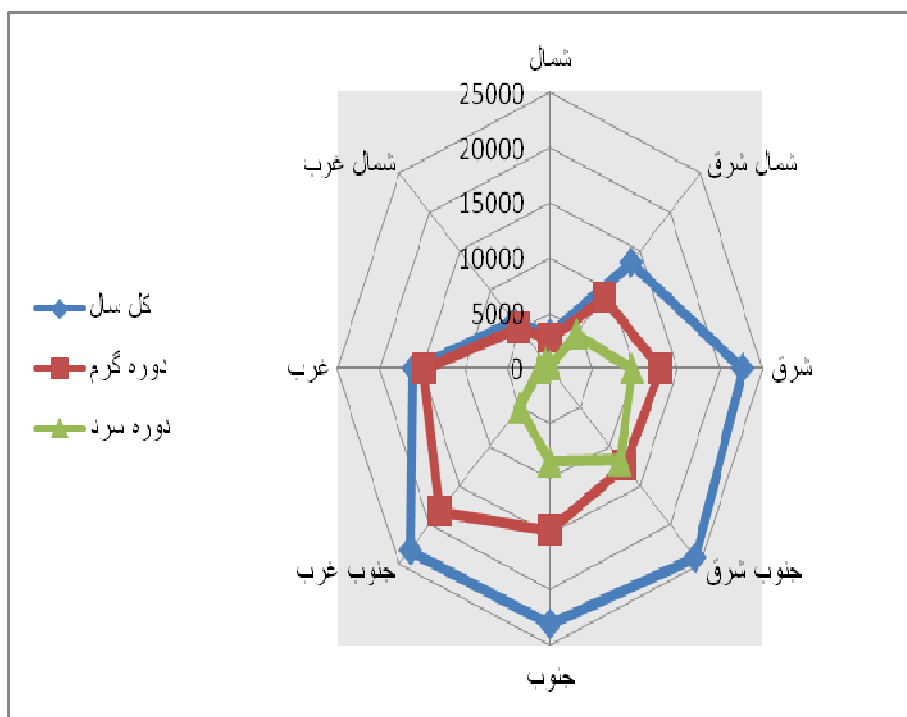 شمال
25000
شمال غرب
شمال شرق
20000
15000
10000
5000
0
کل سال
دوره گرم
دوره سرد
غرب
شرق
جنوب غرب
جنوب شرق
جنوب